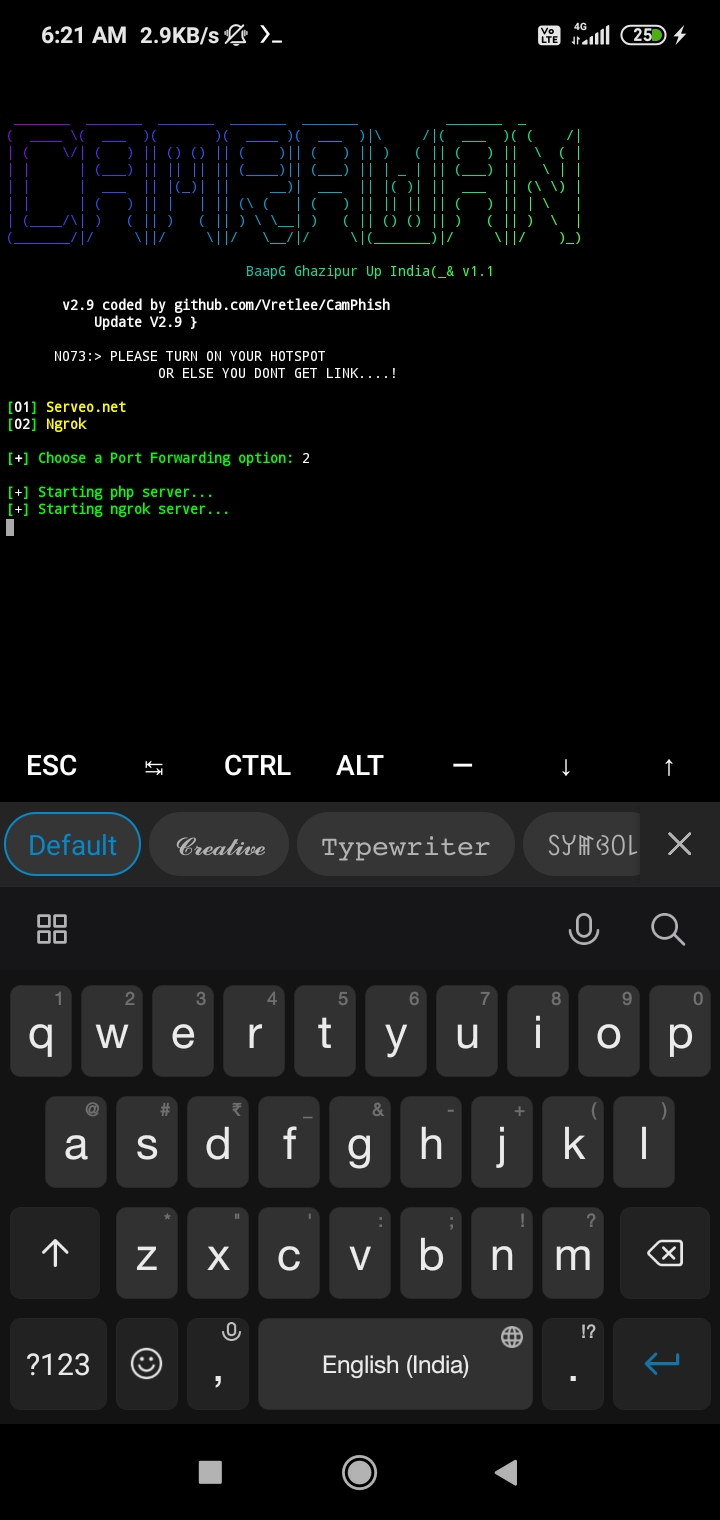 6:21 AM 2.9KB/s
Vo LTE 4G 25
CAMERAWAN
BaapG Ghazipur Up India(_& v1.1
v2.9 coded by github.com/Vretlee/CamPhish
Update V2.9 }
NO73:> PLEASE TURN ON YOUR HOTSPOT
OR ELSE YOU DONT GET LINK....!
[01] Serveo.net
[02] Ngrok
[+] Choose a Port Forwarding option: 2
[+] Starting php server...
[+] Starting ngrok server...
ESC ↹ CTRL ALT — ↓ ↑
Default Creative Typewriter SYMBOL
1 2 3 4 5 6 7 8 9 0
q w e r t y u i o p
@ # ₹ _ & - + ( )
a s d f g h j k l
* " ' : ; ! ?
z x c v b n m
!?
?123 , English (India) .